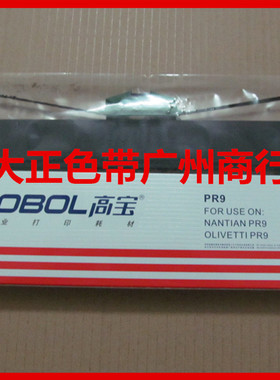 大正色带广州商行
OBOL高宝®
业打印耗材
PR9
FOR USE ON:
NANTIAN PR9
OLIVETTI PR9